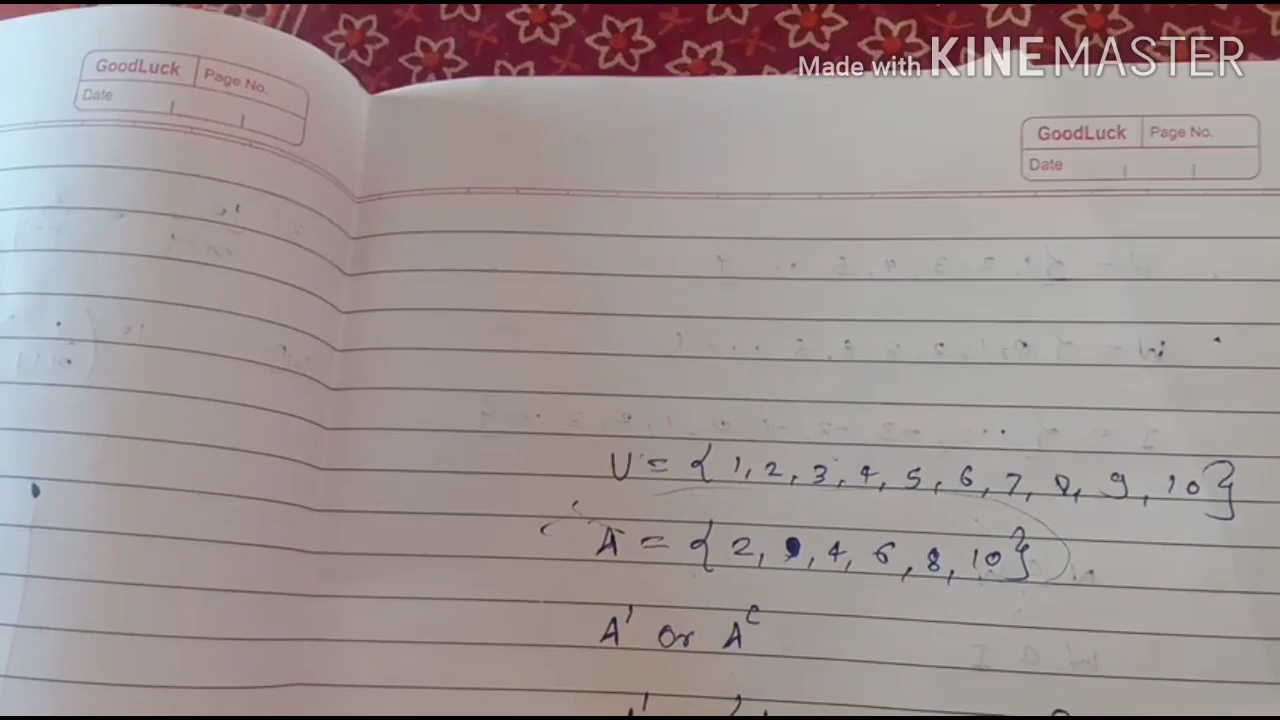 Made with KINEMASTER
GoodLuck Page No.
Date
GoodLuck Page No.
Date
U = { 1, 2, 3, 4, 5, 6, 7, 8, 9, 10}
A = { 2, 4, 6, 8, 10}
A' or A^c